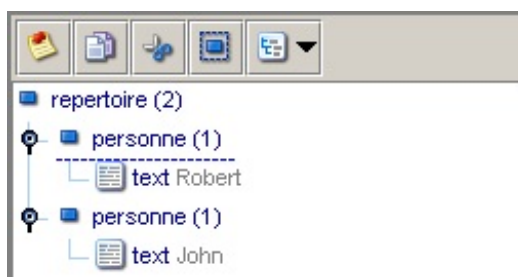 repertoire (2)
personne (1)
text Robert
personne (1)
text John